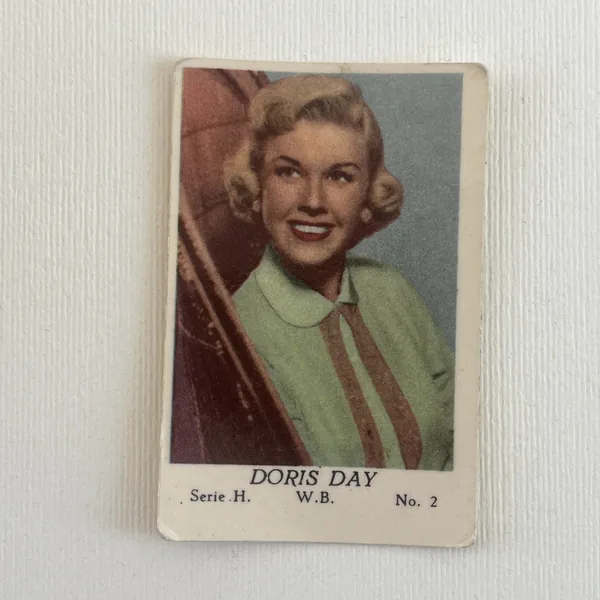 DORIS DAY
Serie H. W.B. No. 2